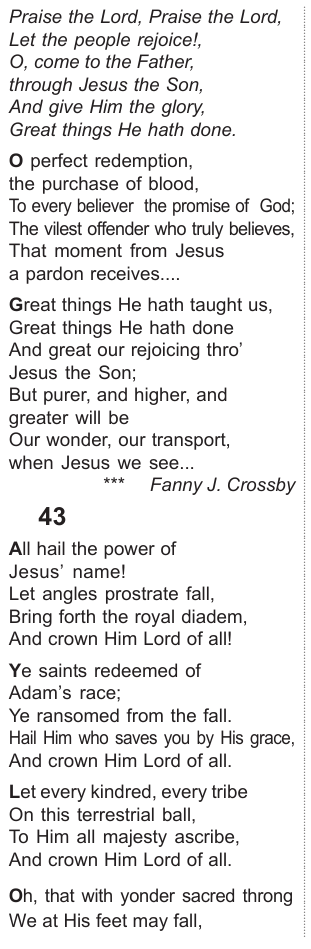 Praise the Lord, Praise the Lord,
Let the people rejoice!,
O, come to the Father,
through Jesus the Son,
And give Him the glory,
Great things He hath done.
O perfect redemption,
the purchase of blood,
To every believer the promise of God;
The vilest offender who truly believes,
That moment from Jesus
a pardon receives....
Great things He hath taught us,
Great things He hath done
And great our rejoicing thro’
Jesus the Son;
But purer, and higher, and
greater will be
Our wonder, our transport,
when Jesus we see...
*** Fanny J. Crossby
43
All hail the power of
Jesus’ name!
Let angles prostrate fall,
Bring forth the royal diadem,
And crown Him Lord of all!
Ye saints redeemed of
Adam’s race;
Ye ransomed from the fall.
Hail Him who saves you by His grace,
And crown Him Lord of all.
Let every kindred, every tribe
On this terrestrial ball,
To Him all majesty ascribe,
And crown Him Lord of all.
Oh, that with yonder sacred throng
We at His feet may fall,